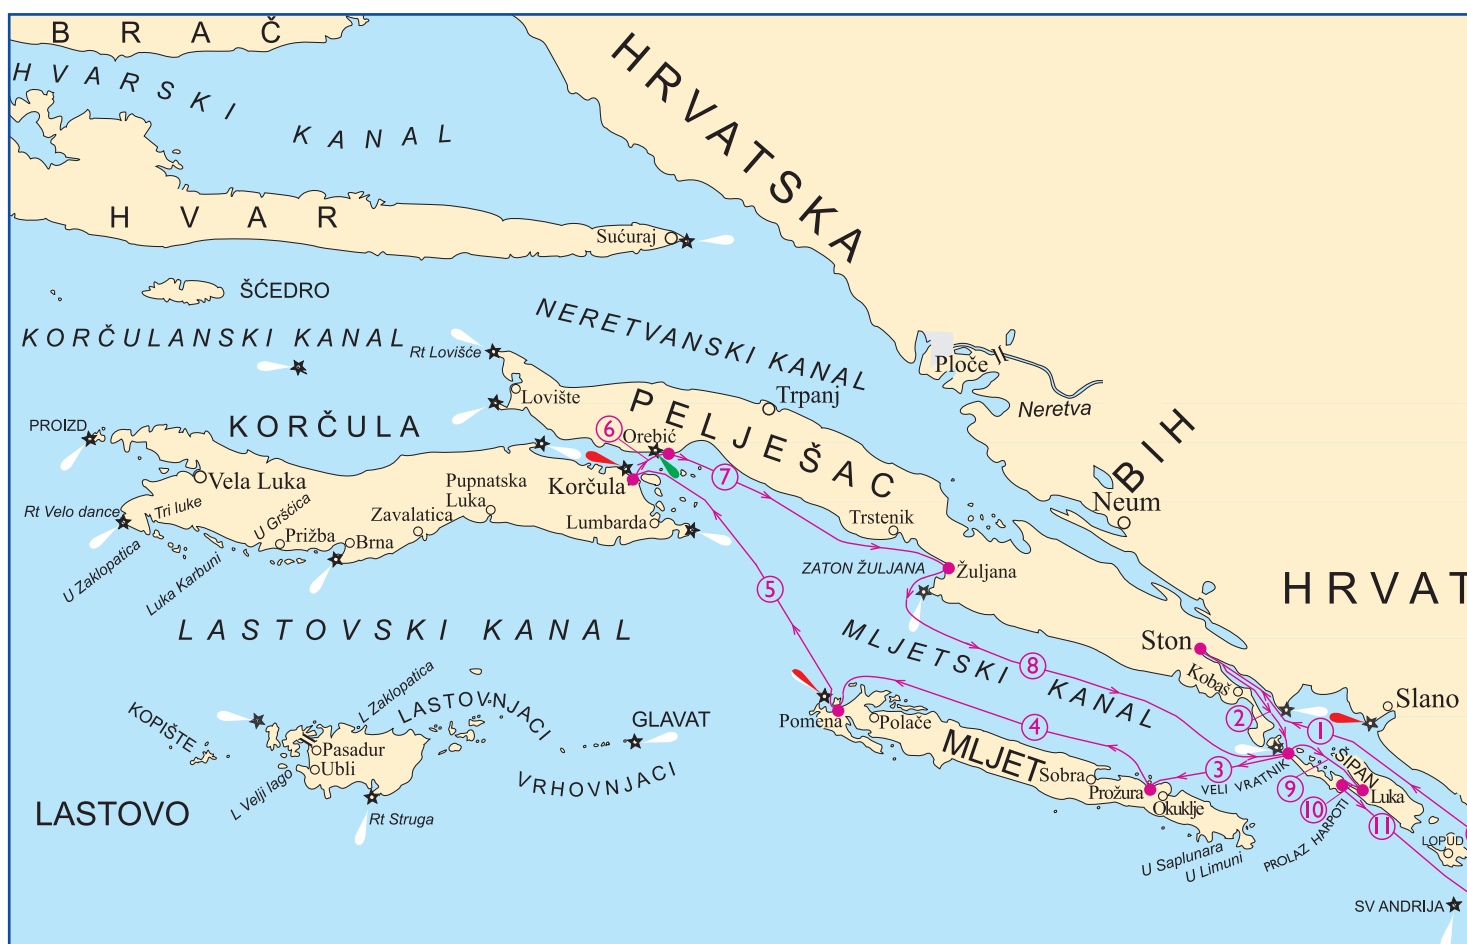 BRAČ
HVARSKI KANAL
HRVATSKA
HVAR
Sućuraj
ŠĆEDRO
NERETVANSKI KANAL
KORČULANSKI KANAL
Rt Lovišće
Ploče
Lovište
Trpanj
Neretva
PELJEŠAC
PROIZD
KORČULA
6
Orebić
BIH
7
Vela Luka
Pupnatska
Luka
Korčula
Neum
Rt Velo dance
Tri luke
U Gršćica
Zavalatica
Lumbarda
Trstenik
Prižba
Brna
U Zaklopatica
Luka Karbuni
ZATON ŽULJANA
Žuljana
5
HRVAT
LASTOVSKI KANAL
MLJETSKI KANAL
Ston
8
Kobaš
L Zaklopatica
KOPIŠTE
LASTOVNJACI
GLAVAT
Pomena
Polače
4
2
1
Slano
Pasadur
Ubli
L Velji lago
VRHOVNJACI
MLJET
Sobra
3
VELI VRATNIK
ŠIPAN
Prožura
Okuklje
9
10
Luka
11
LASTOVO
Rt Struga
PROLAZ HARPOTI
LOPUD
U Saplunara
U Limuni
SV ANDRIJA